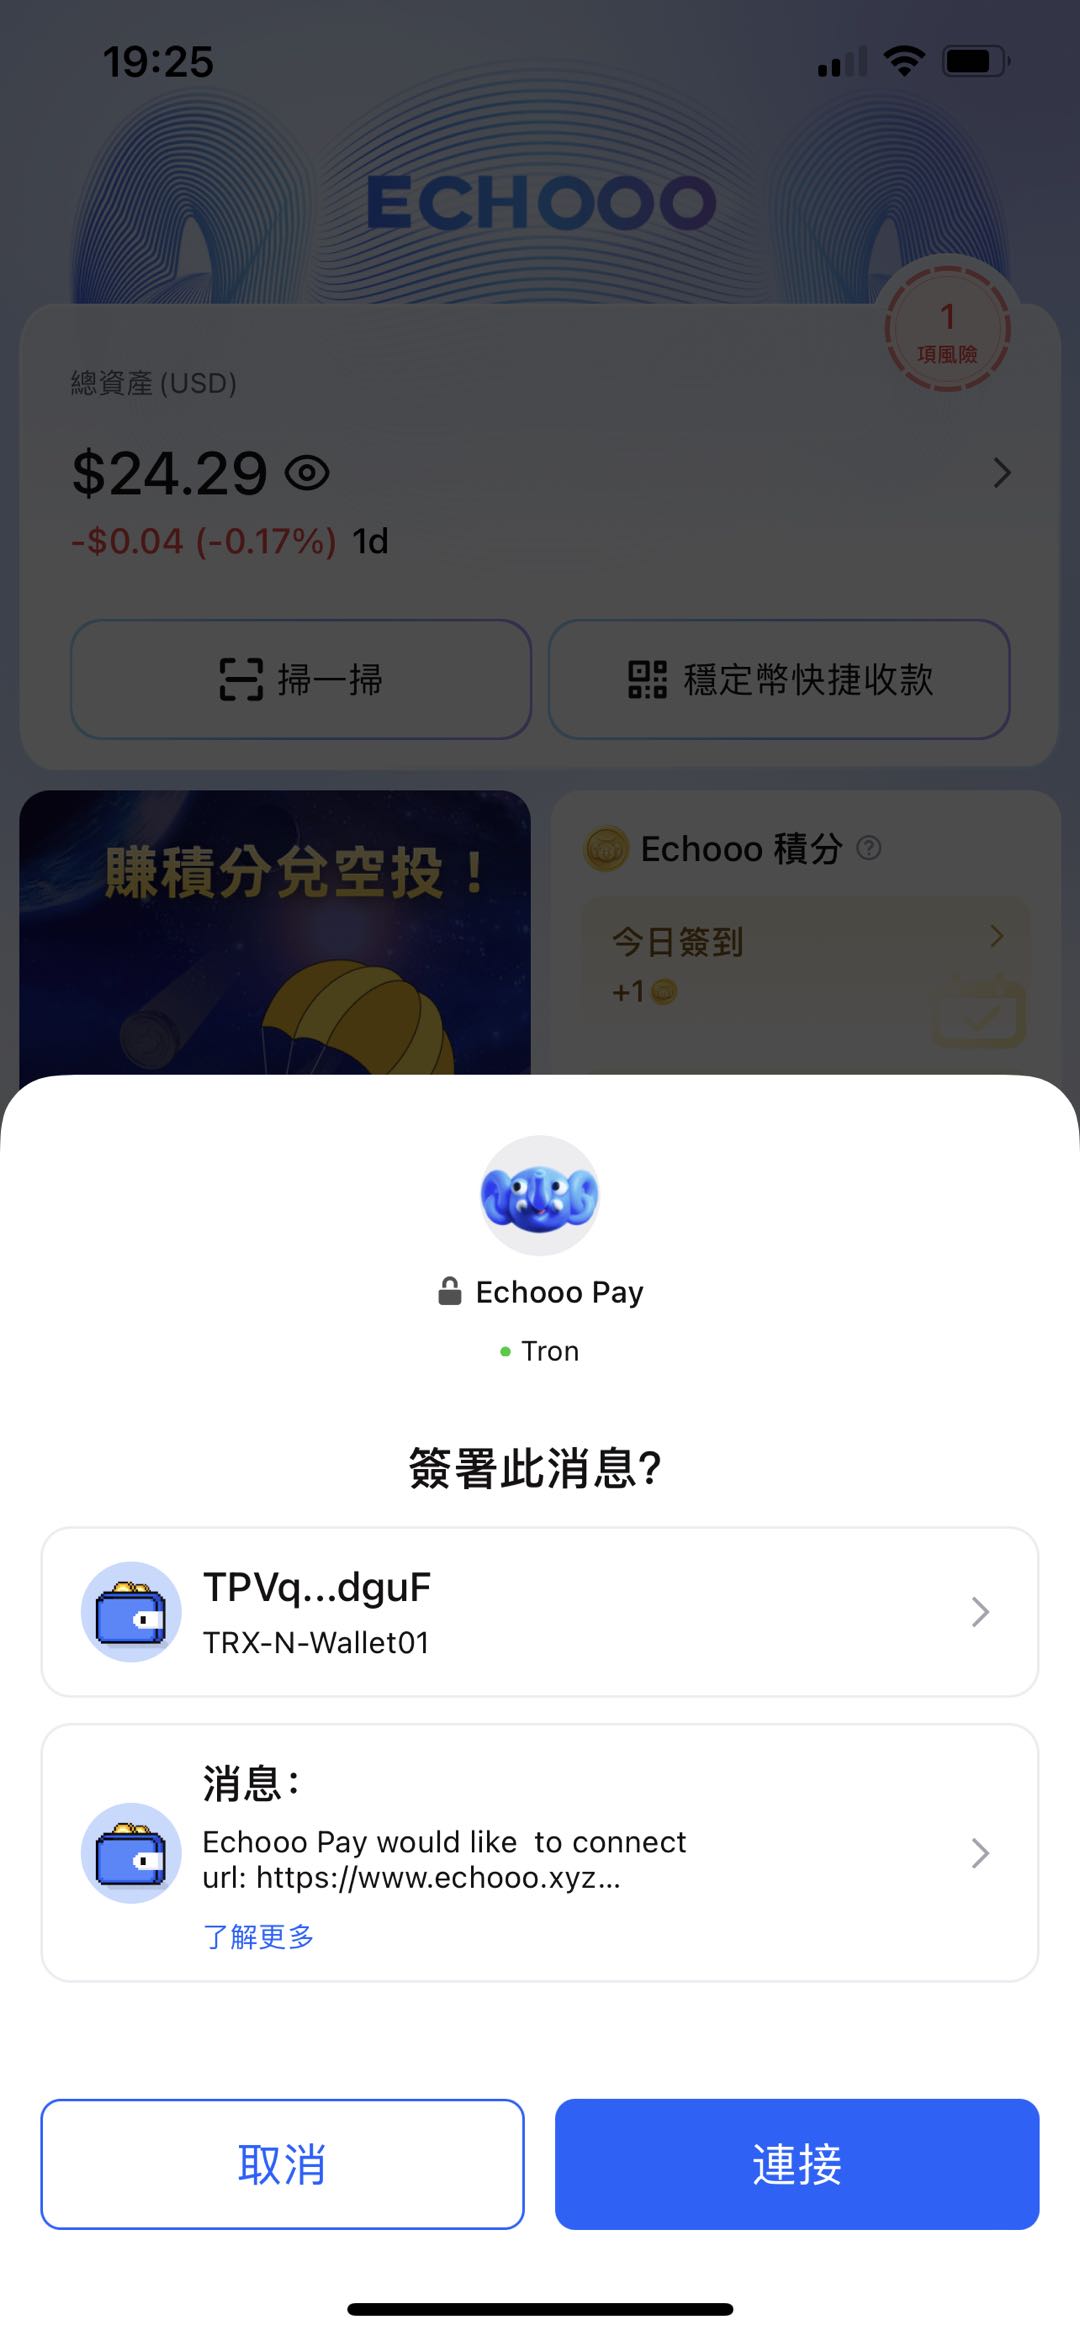 19:25
ECHOOO
1
項風險
總資產(USD)
$24.29
-$0.04 (-0.17%) 1d
掃一掃
穩定幣快捷收款
賺積分兌空投！
Echooo 積分
今日簽到
+1
Echooo Pay
Tron
簽署此消息?
TPVq...dguF
TRX-N-Wallet01
消息：
Echooo Pay would like  to connect
url: https://www.echooo.xyz...
了解更多
取消
連接